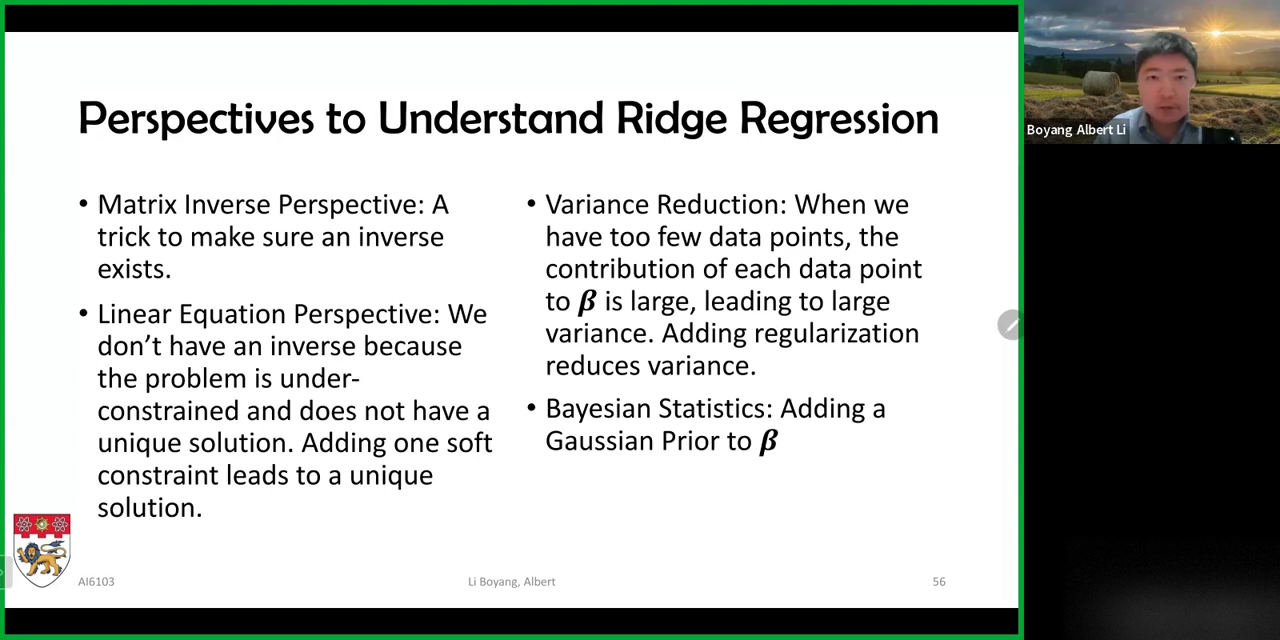 Perspectives to Understand Ridge Regression
• Matrix Inverse Perspective: A
trick to make sure an inverse
exists.
• Linear Equation Perspective: We
don’t have an inverse because
the problem is under-
constrained and does not have a
unique solution. Adding one soft
constraint leads to a unique
solution.
• Variance Reduction: When we
have too few data points, the
contribution of each data point
to β is large, leading to large
variance. Adding regularization
reduces variance.
• Bayesian Statistics: Adding a
Gaussian Prior to β
AI6103
Li Boyang, Albert
56
Boyang Albert Li